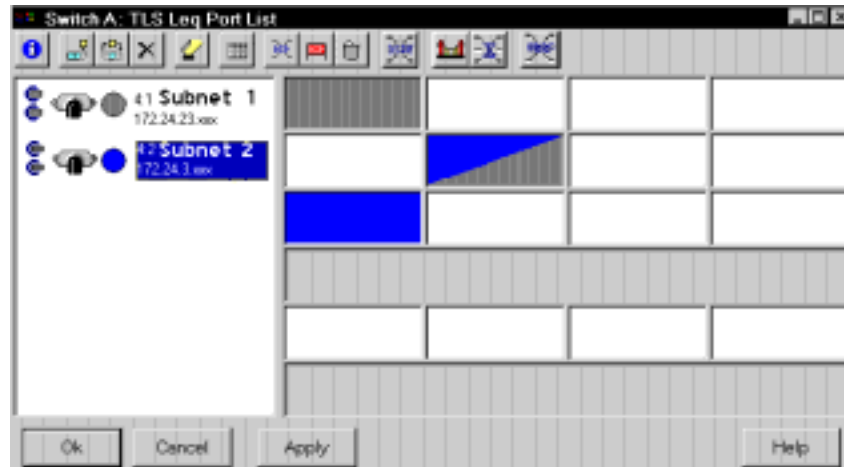 Switch A: TLS Leg Port List
4.1 Subnet 1
172.24.23.xxx
4.2 Subnet 2
172.24.3.xxx
Ok
Cancel
Apply
Help